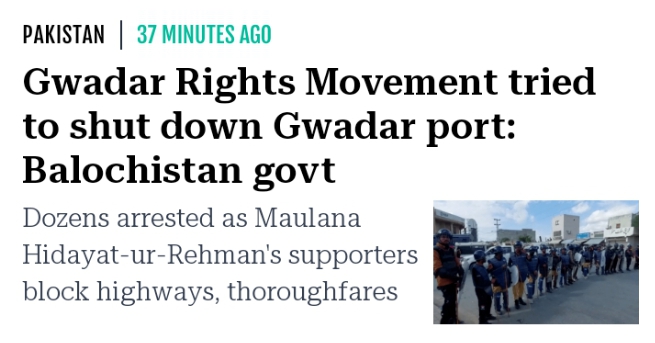 PAKISTAN | 37 MINUTES AGO
Gwadar Rights Movement tried
to shut down Gwadar port:
Balochistan govt
Dozens arrested as Maulana
Hidayat-ur-Rehman's supporters
block highways, thoroughfares